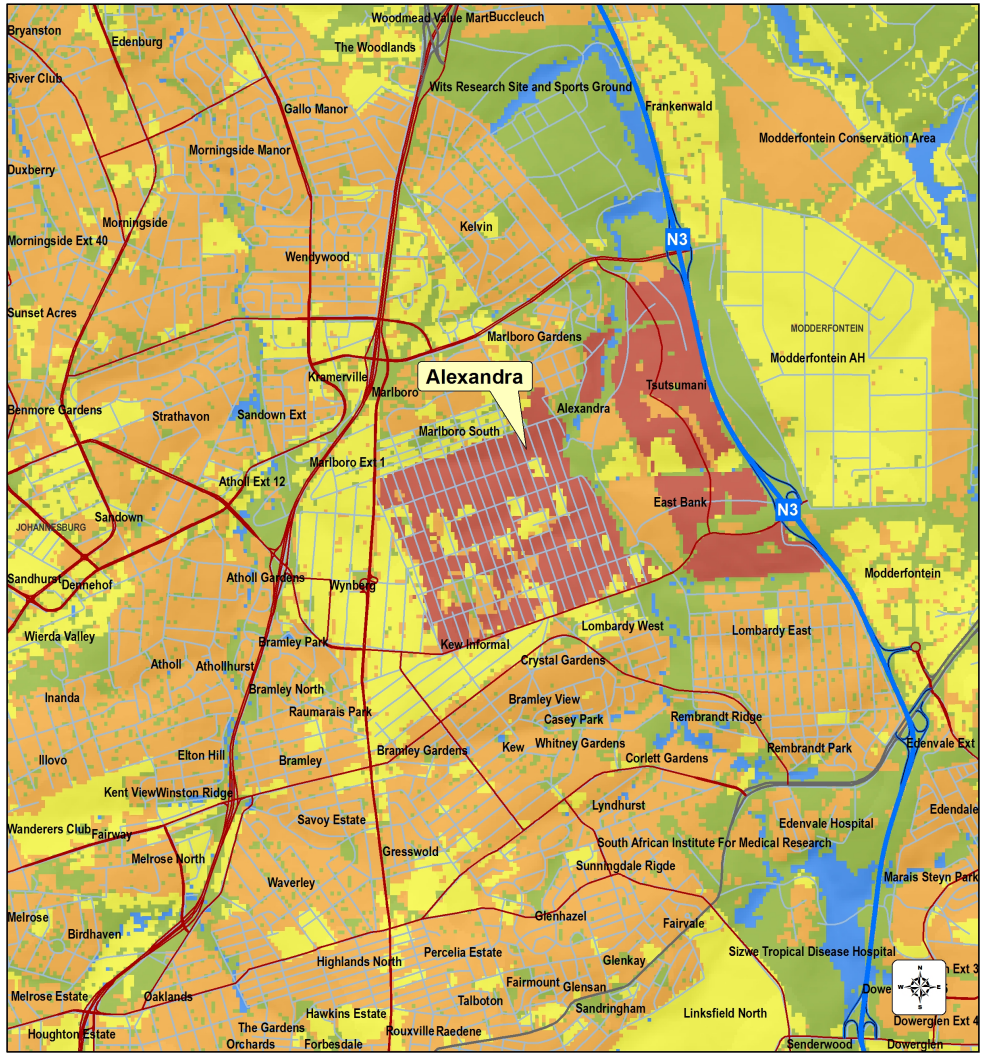 Woodmead Value Mart Buccleuch
Bryanston
Edenburg
The Woodlands
River Club
Wits Research Site and Sports Ground
Frankenwald
Gallo Manor
Modderfontein Conservation Area
Morningside Manor
Duxberry
Morningside
Kelvin
Morningside Ext 40
N3
Wendywood
Sunset Acres
MODDERFONTEIN
Marlboro Gardens
Modderfontein AH
Kramerville
Alexandra
Tsutsumani
Marlboro
Benmore Gardens
Strathavon
Sandown Ext
Alexandra
Marlboro South
Marlboro Ext 1
Atholl Ext 12
East Bank
N3
Sandown
JOHANNESBURG
Sandhurst
Dennehof
Atholl Gardens
Wynberg
Modderfontein
Wierda Valley
Bramley Park
Kew Informal
Lombardy West
Lombardy East
Atholl
Athollhurst
Crystal Gardens
Inanda
Bramley North
Bramley View
Raumarais Park
Casey Park
Rembrandt Ridge
Illovo
Elton Hill
Bramley
Bramley Gardens
Kew
Whitney Gardens
Corlett Gardens
Rembrandt Park
Edenvale Ext
Kent View
Winston Ridge
Lyndhurst
Edendale
Wanderers Club
Fairway
Savoy Estate
Edenvale Hospital
South African Institute For Medical Research
Melrose North
Gresswold
Sunningdale Rigde
Waverley
Marais Steyn Park
Melrose
Birdhaven
Glenhazel
Fairvale
Percelia Estate
Sizwe Tropical Disease Hospital
Highlands North
Glenkay
n Ext 3
Melrose Estate
Oaklands
Talboton
Fairmount
Glensan
Dowe
N
W
E
S
Houghton Estate
The Gardens
Hawkins Estate
Sandringham
Linksfield North
Dowerglen Ext 4
Orchards
Forbesdale
Rouxville
Raedene
Senderwood
Dowerglen